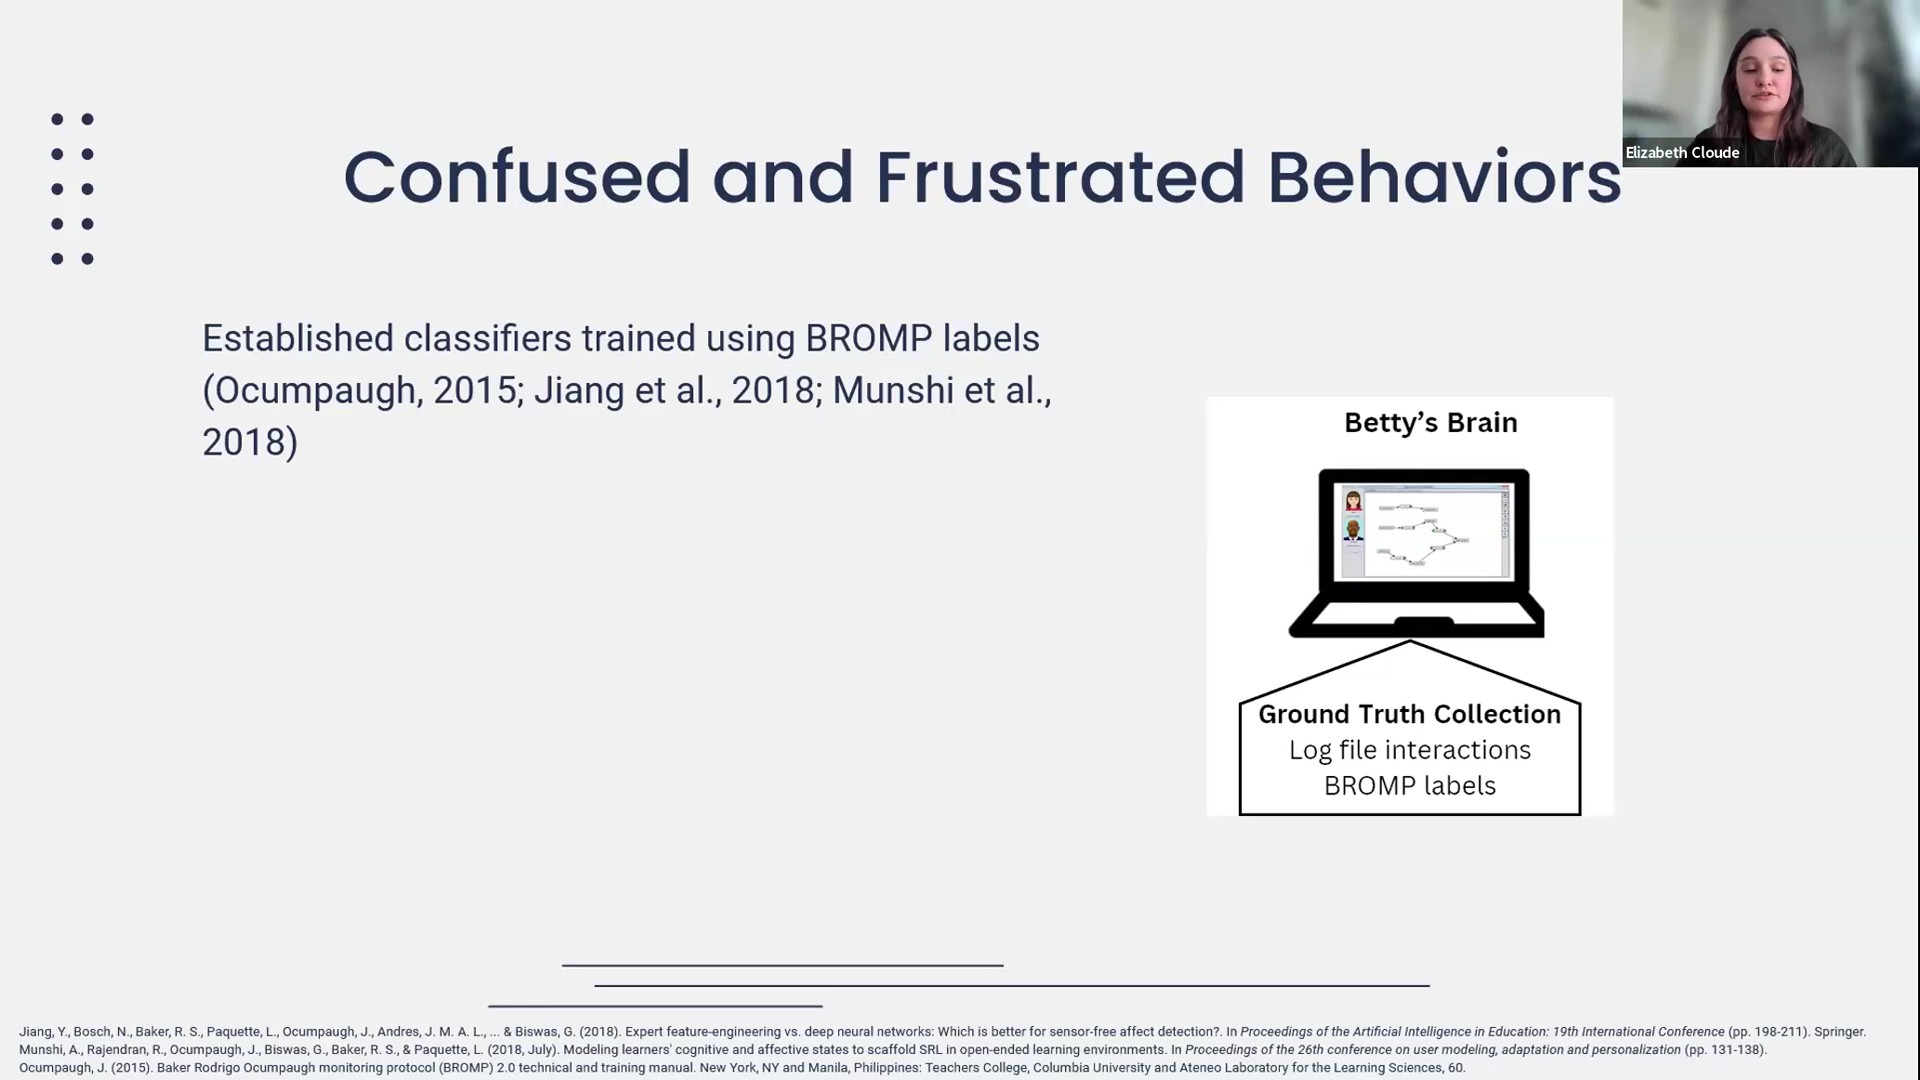 Elizabeth Cloude
Confused and Frustrated Behaviors
Established classifiers trained using BROMP labels
(Ocumpaugh, 2015; Jiang et al., 2018; Munshi et al.,
2018)
Betty’s Brain
Ground Truth Collection
Log file interactions
BROMP labels
Jiang, Y., Bosch, N., Baker, R. S., Paquette, L., Ocumpaugh, J., Andres, J. M. A. L., ... & Biswas, G. (2018). Expert feature-engineering vs. deep neural networks: Which is better for sensor-free affect detection?. In Proceedings of the Artificial Intelligence in Education: 19th International Conference (pp. 198-211). Springer.
Munshi, A., Rajendran, R., Ocumpaugh, J., Biswas, G., Baker, R. S., & Paquette, L. (2018, July). Modeling learners' cognitive and affective states to scaffold SRL in open-ended learning environments. In Proceedings of the 26th conference on user modeling, adaptation and personalization (pp. 131-138).
Ocumpaugh, J. (2015). Baker Rodrigo Ocumpaugh monitoring protocol (BROMP) 2.0 technical and training manual. New York, NY and Manila, Philippines: Teachers College, Columbia University and Ateneo Laboratory for the Learning Sciences, 60.